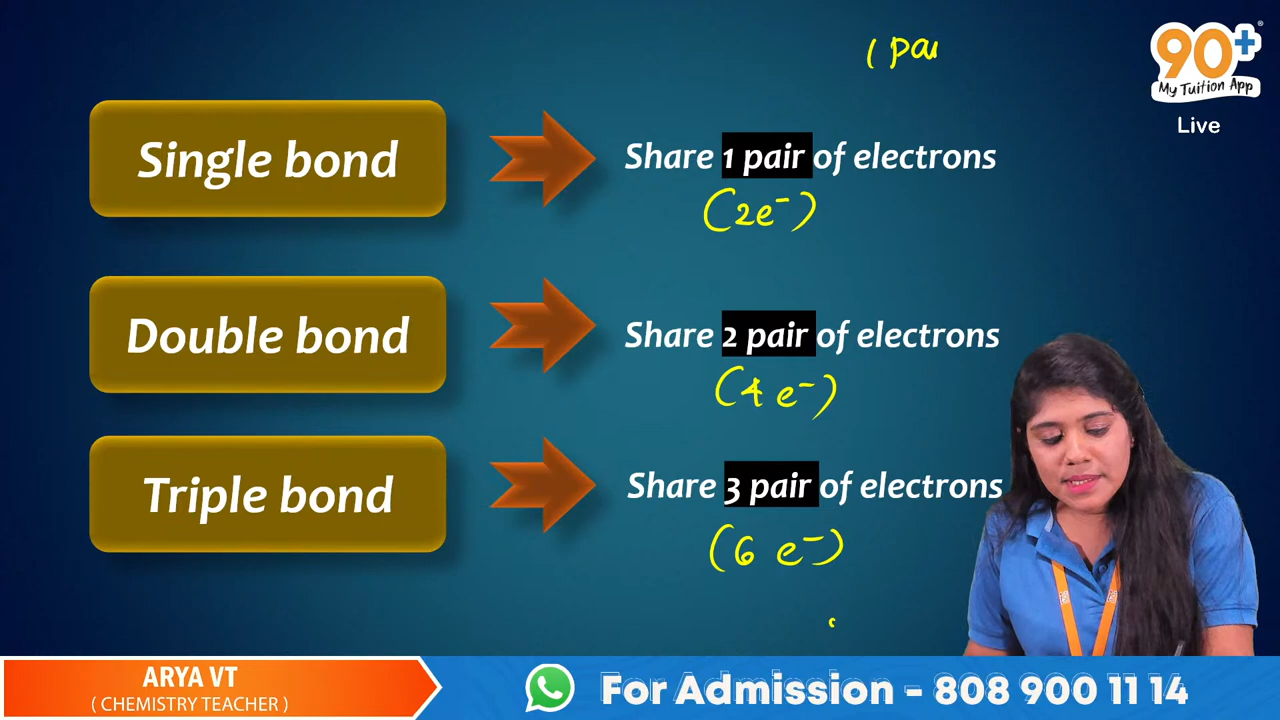 1 pai
90+
My Tuition App
Live
Single bond
Share 1 pair of electrons
(2e⁻)
Double bond
Share 2 pair of electrons
(4 e⁻)
Triple bond
Share 3 pair of electrons
(6 e⁻)
ARYA VT
( CHEMISTRY TEACHER )
For Admission - 808 900 11 14